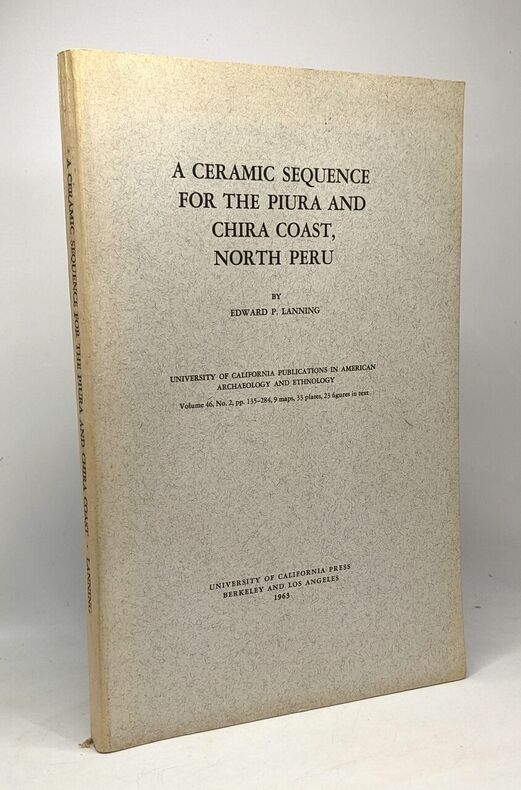 A CERAMIC SEQUENCE
FOR THE PIURA AND
CHIRA COAST,
NORTH PERU
BY
EDWARD P. LANNING
UNIVERSITY OF CALIFORNIA PUBLICATIONS IN AMERICAN
ARCHAEOLOGY AND ETHNOLOGY
Volume 46, No. 2, pp. 135–284, 9 maps, 33 plates, 23 figures in text
UNIVERSITY OF CALIFORNIA PRESS
BERKELEY AND LOS ANGELES
1963
A CERAMIC SEQUENCE FOR THE PIURA AND CHIRA COAST · LANNING